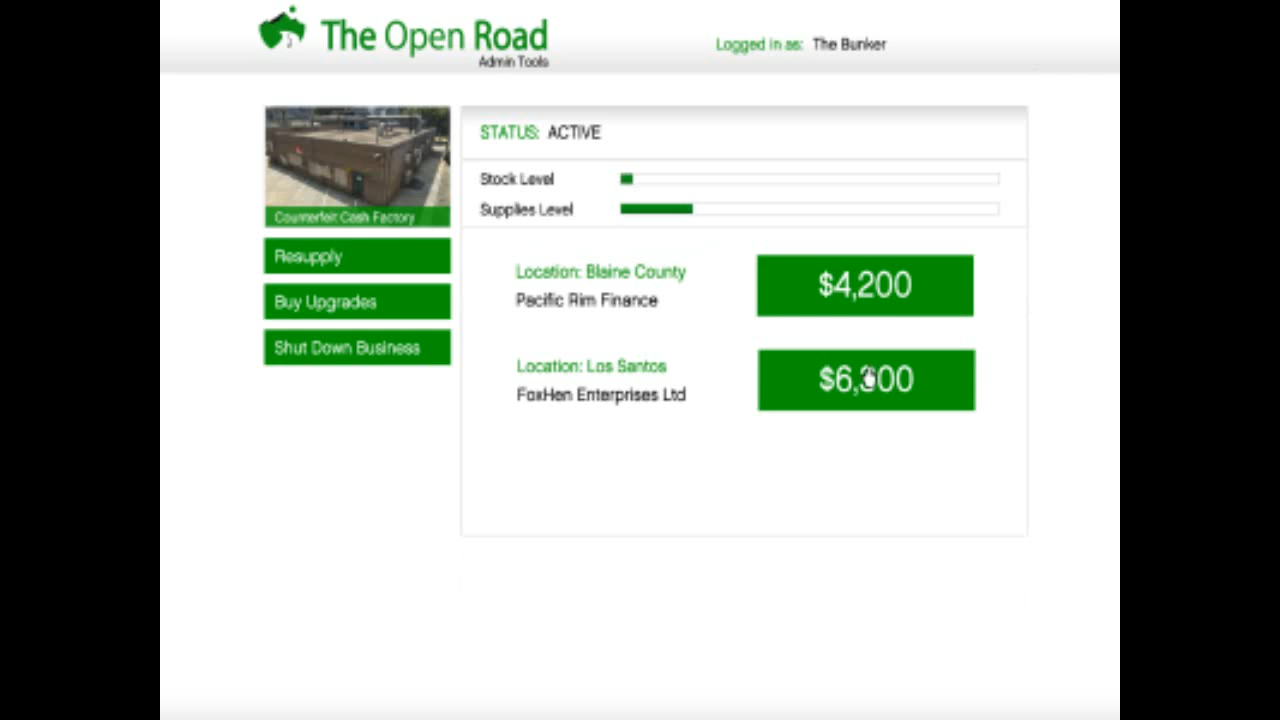 The Open Road
Admin Tools
Logged in as: The Bunker
Counterfeit Cash Factory
Resupply
Buy Upgrades
Shut Down Business
STATUS: ACTIVE
Stock Level
Supplies Level
Location: Blaine County
Pacific Rim Finance
$4,200
Location: Los Santos
FoxHen Enterprises Ltd
$6,300